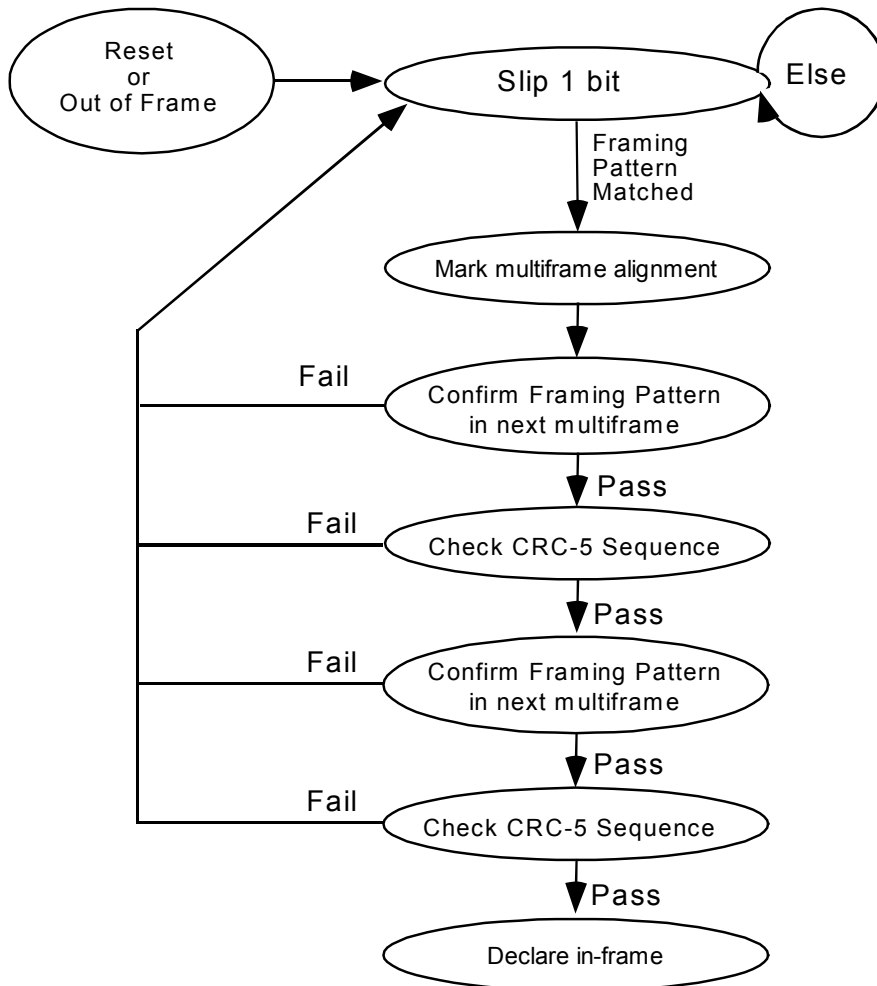 Reset
or
Out of Frame
Slip 1 bit
Else
Framing
Pattern
Matched
Mark multiframe alignment
Fail
Confirm Framing Pattern
in next multiframe
Pass
Fail
Check CRC-5 Sequence
Pass
Fail
Confirm Framing Pattern
in next multiframe
Pass
Fail
Check CRC-5 Sequence
Pass
Declare in-frame